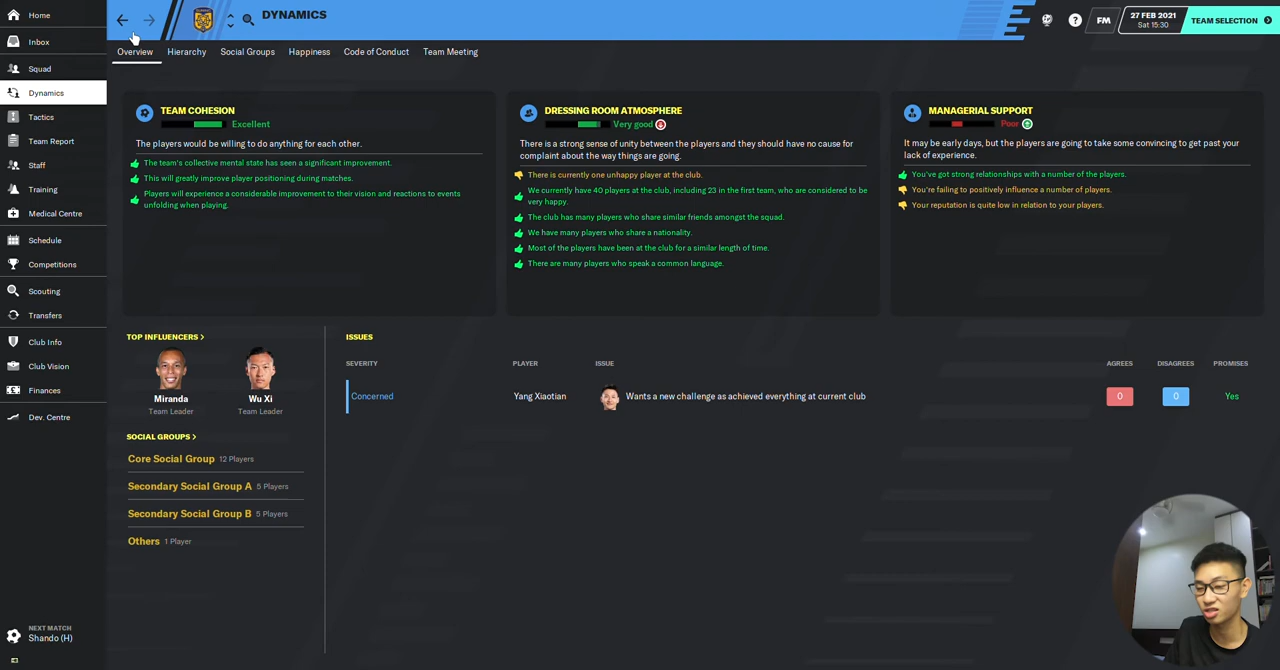 Home
Inbox
Squad
Dynamics
Tactics
Team Report
Staff
Training
Medical Centre
Schedule
Competitions
Scouting
Transfers
Club Info
Club Vision
Finances
Dev. Centre
NEXT MATCH
Shando (H)
DYNAMICS
?
FM
27 FEB 2021
Sat 15:30
TEAM SELECTION
Overview Hierarchy Social Groups Happiness Code of Conduct Team Meeting
TEAM COHESION
Excellent
The players would be willing to do anything for each other.
The team's collective mental state has seen a significant improvement.
This will greatly improve player positioning during matches.
Players will experience a considerable improvement to their vision and reactions to events
unfolding when playing.
DRESSING ROOM ATMOSPHERE
Very good
There is a strong sense of unity between the players and they should have no cause for
complaint about the way things are going.
There is currently one unhappy player at the club.
We currently have 40 players at the club, including 23 in the first team, who are considered to be
very happy.
The club has many players who share similar friends amongst the squad.
We have many players who share a nationality.
Most of the players have been at the club for a similar length of time.
There are many players who speak a common language.
MANAGERIAL SUPPORT
Poor
It may be early days, but the players are going to take some convincing to get past your
lack of experience.
You've got strong relationships with a number of the players.
You're failing to positively influence a number of players.
Your reputation is quite low in relation to your players.
TOP INFLUENCERS >
Miranda
Team Leader
Wu Xi
Team Leader
SOCIAL GROUPS >
Core Social Group 12 Players
Secondary Social Group A 5 Players
Secondary Social Group B 5 Players
Others 1 Player
ISSUES
SEVERITY PLAYER ISSUE AGREES DISAGREES PROMISES
Concerned Yang Xiaotian Wants a new challenge as achieved everything at current club 0 0 Yes